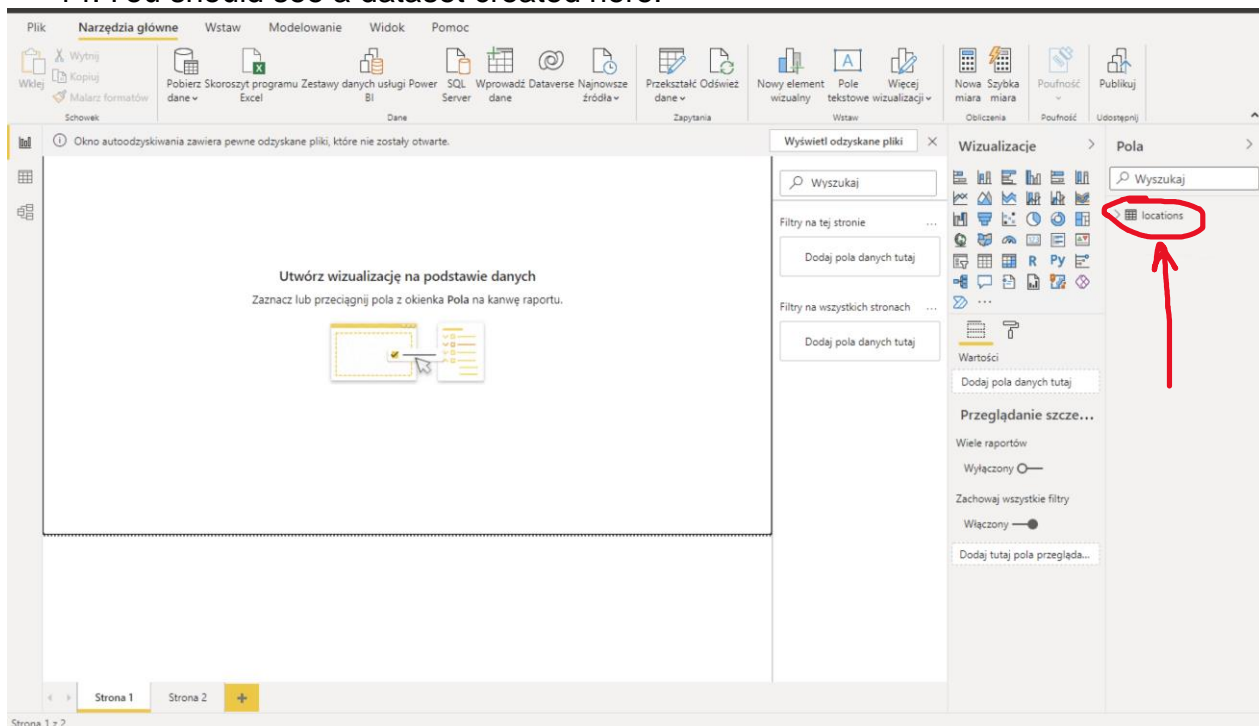 Plik Narzędzia główne Wstaw Modelowanie Widok Pomoc
Wklej
Wytnij
Kopiuj
Malarz formatów
Schowek
Pobierz dane
Skoroszyt programu Excel
Zestawy danych usługi Power BI
SQL Server
Wprowadź dane
Dataverse
Najnowsze źródła
Dane
Przekształć dane
Odśwież
Zapytania
Nowy element wizualny
Pole tekstowe
Więcej wizualizacji
Wstaw
Nowa miara
Szybka miara
Obliczenia
Poufność
Poufność
Publikuj
Udostępnij
Okno autoodzyskiwania zawiera pewne odzyskane pliki, które nie zostały otwarte.
Wyświetl odzyskane pliki
Utwórz wizualizację na podstawie danych
Zaznacz lub przeciągnij pola z okienka Pola na kanwę raportu.
Wyszukaj
Filtry na tej stronie ...
Dodaj pola danych tutaj
Filtry na wszystkich stronach ...
Dodaj pola danych tutaj
Wizualizacje
R Py
Wartości
Dodaj pola danych tutaj
Przeglądanie szcze...
Wiele raportów
Wyłączony
Zachowaj wszystkie filtry
Włączony
Dodaj tutaj pola przegląda...
Pola
Wyszukaj
locations
Strona 1 Strona 2 +
Strona 1 z 2